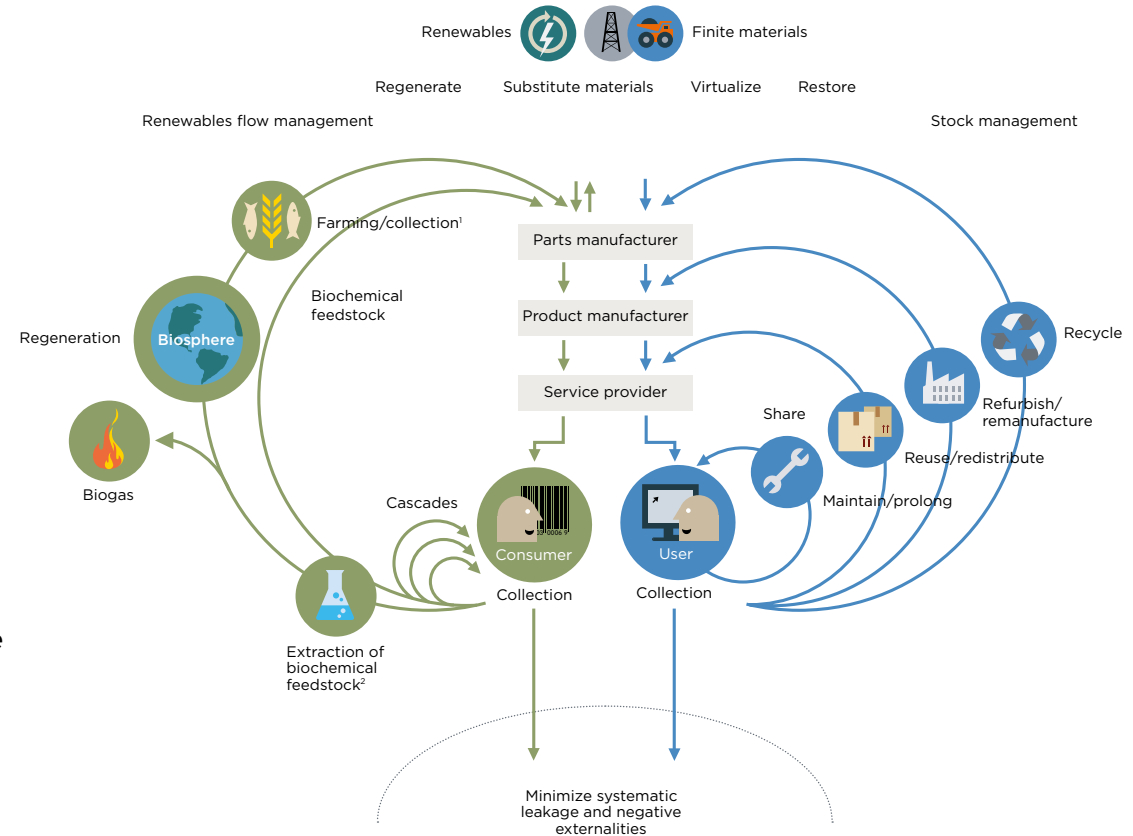 Renewables
Finite materials
Regenerate
Substitute materials
Virtualize
Restore
Renewables flow management
Stock management
Farming/collection¹
Parts manufacturer
Biochemical
feedstock
Product manufacturer
Regeneration
Biosphere
Recycle
Service provider
Refurbish/
remanufacture
Share
Reuse/redistribute
Biogas
Cascades
Maintain/prolong
Consumer
User
Collection
Collection
Extraction of
biochemical
feedstock²
Minimize systematic
leakage and negative
externalities